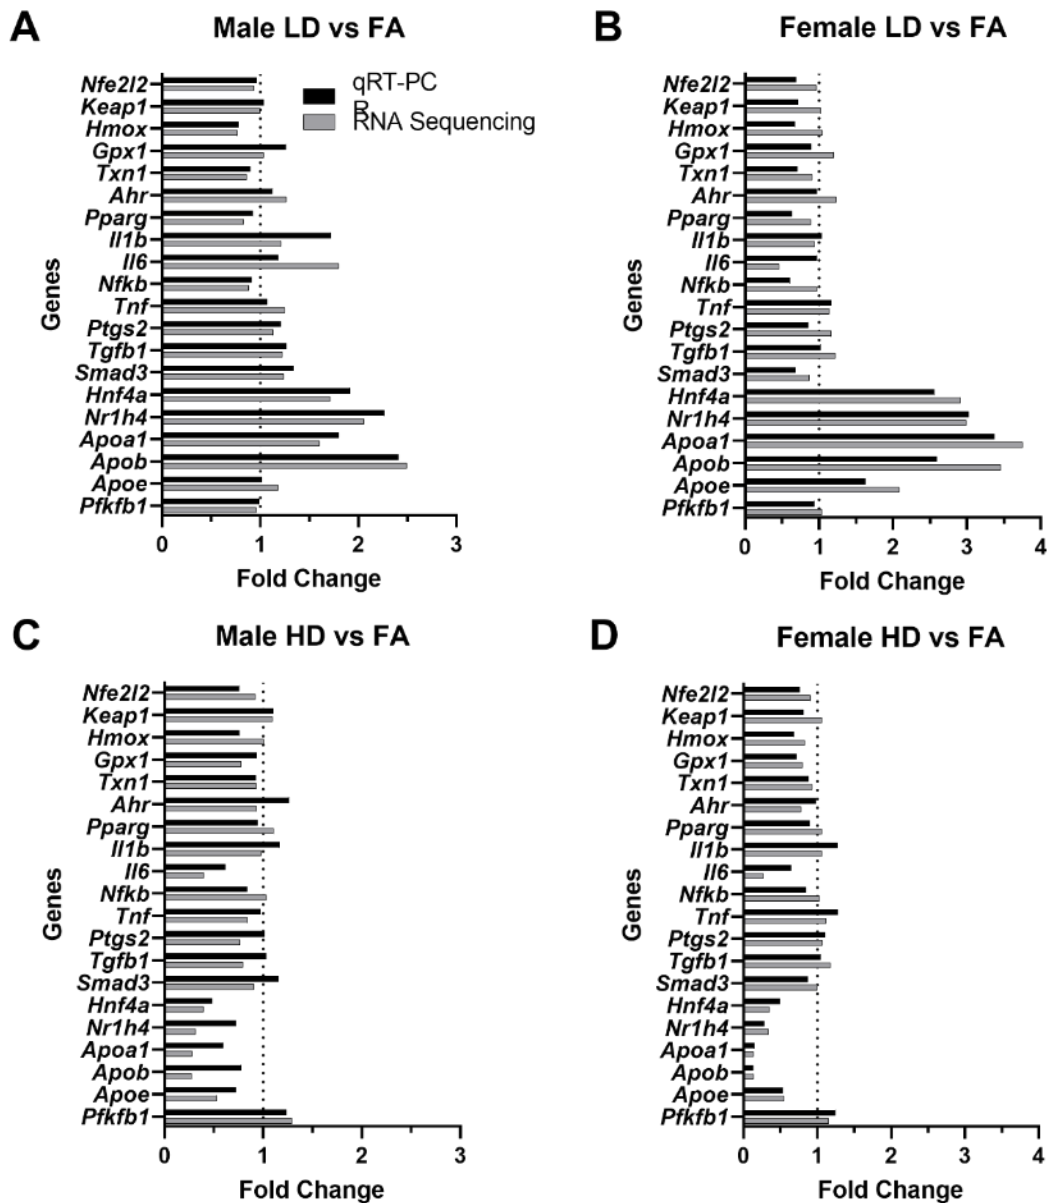 A
Male LD vs FA
Nfe2l2
Keap1
Hmox
Gpx1
Txn1
Ahr
Pparg
Il1b
Il6
Nfkb
Tnf
Ptgs2
Tgfb1
Smad3
Hnf4a
Nr1h4
Apoa1
Apob
Apoe
Pfkfb1
Genes
qRT-PC
R
RNA Sequencing
0 1 2 3
Fold Change
B
Female LD vs FA
Nfe2l2
Keap1
Hmox
Gpx1
Txn1
Ahr
Pparg
Il1b
Il6
Nfkb
Tnf
Ptgs2
Tgfb1
Smad3
Hnf4a
Nr1h4
Apoa1
Apob
Apoe
Pfkfb1
Genes
0 1 2 3 4
Fold Change
C
Male HD vs FA
Nfe2l2
Keap1
Hmox
Gpx1
Txn1
Ahr
Pparg
Il1b
Il6
Nfkb
Tnf
Ptgs2
Tgfb1
Smad3
Hnf4a
Nr1h4
Apoa1
Apob
Apoe
Pfkfb1
Genes
0 1 2 3
Fold Change
D
Female HD vs FA
Nfe2l2
Keap1
Hmox
Gpx1
Txn1
Ahr
Pparg
Il1b
Il6
Nfkb
Tnf
Ptgs2
Tgfb1
Smad3
Hnf4a
Nr1h4
Apoa1
Apob
Apoe
Pfkfb1
Genes
0 1 2 3 4
Fold Change